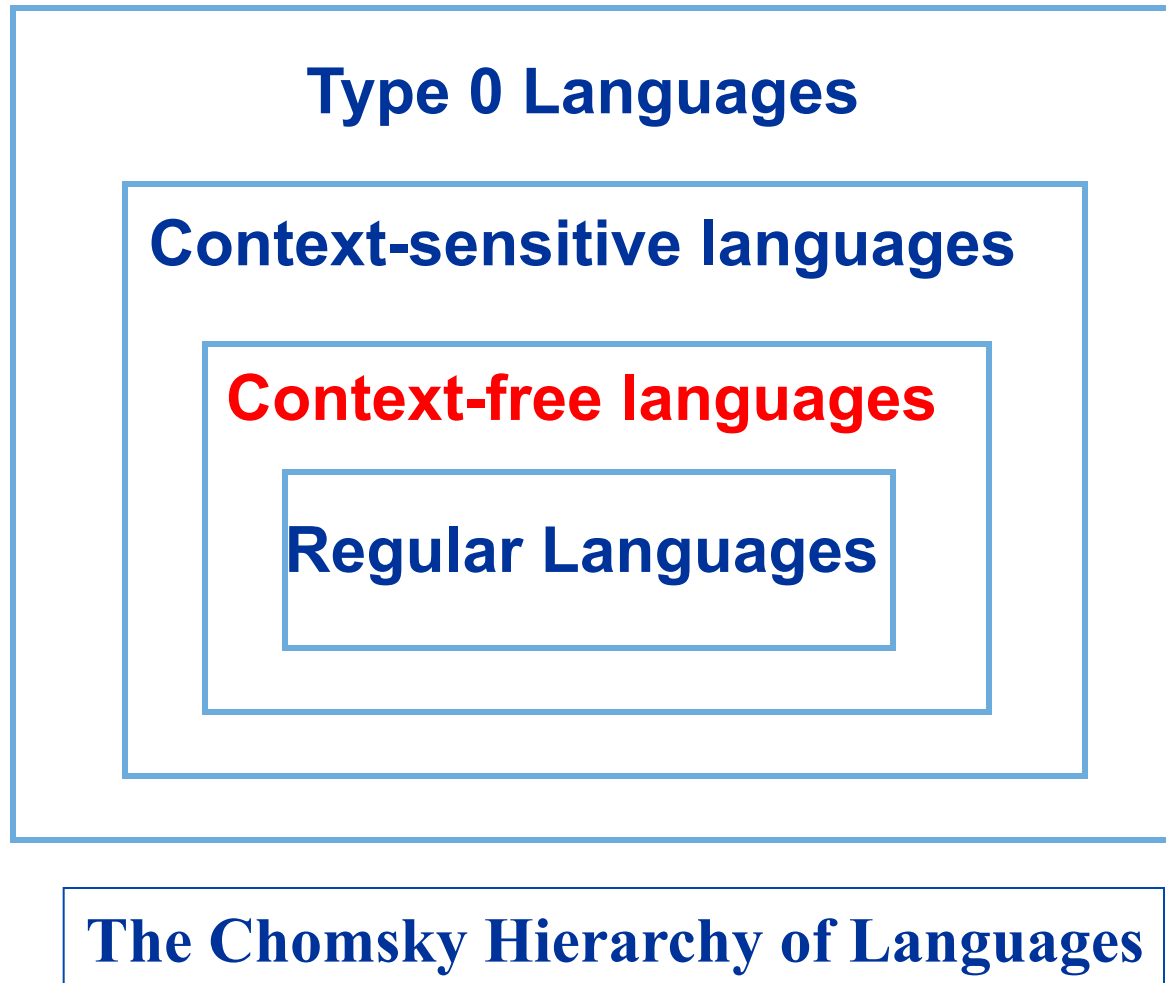 Type 0 Languages
Context-sensitive languages
Context-free languages
Regular Languages
The Chomsky Hierarchy of Languages